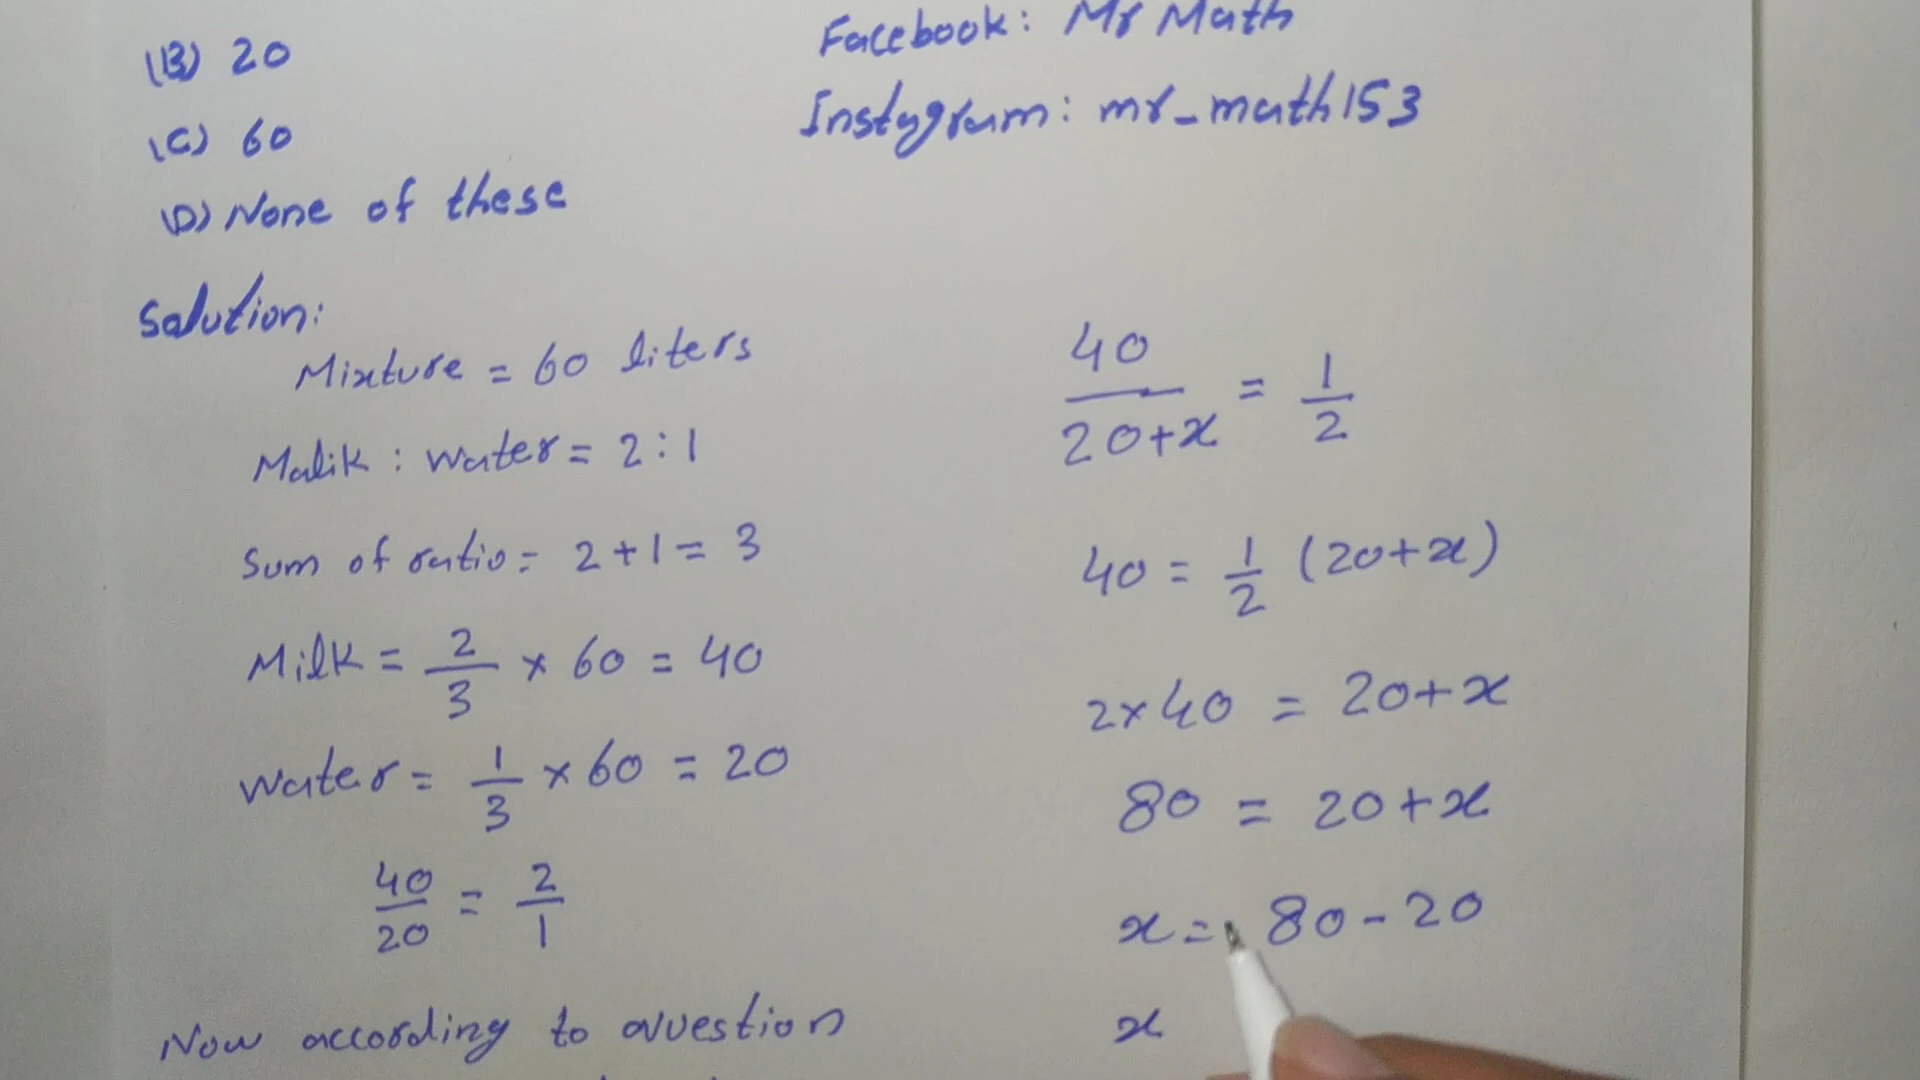 (B) 20
(C) 60
(D) None of these
Facebook: Mr Math
Instagram: mr_math153
Solution:
Mixture = 60 liters
Malik : Water = 2 : 1
Sum of ratio = 2 + 1 = 3
Milk = 2/3 × 60 = 40
Water = 1/3 × 60 = 20
40/20 = 2/1
Now according to question
40/20+x = 1/2
40 = 1/2 (20+x)
2×40 = 20+x
80 = 20+x
x = 80 - 20
x